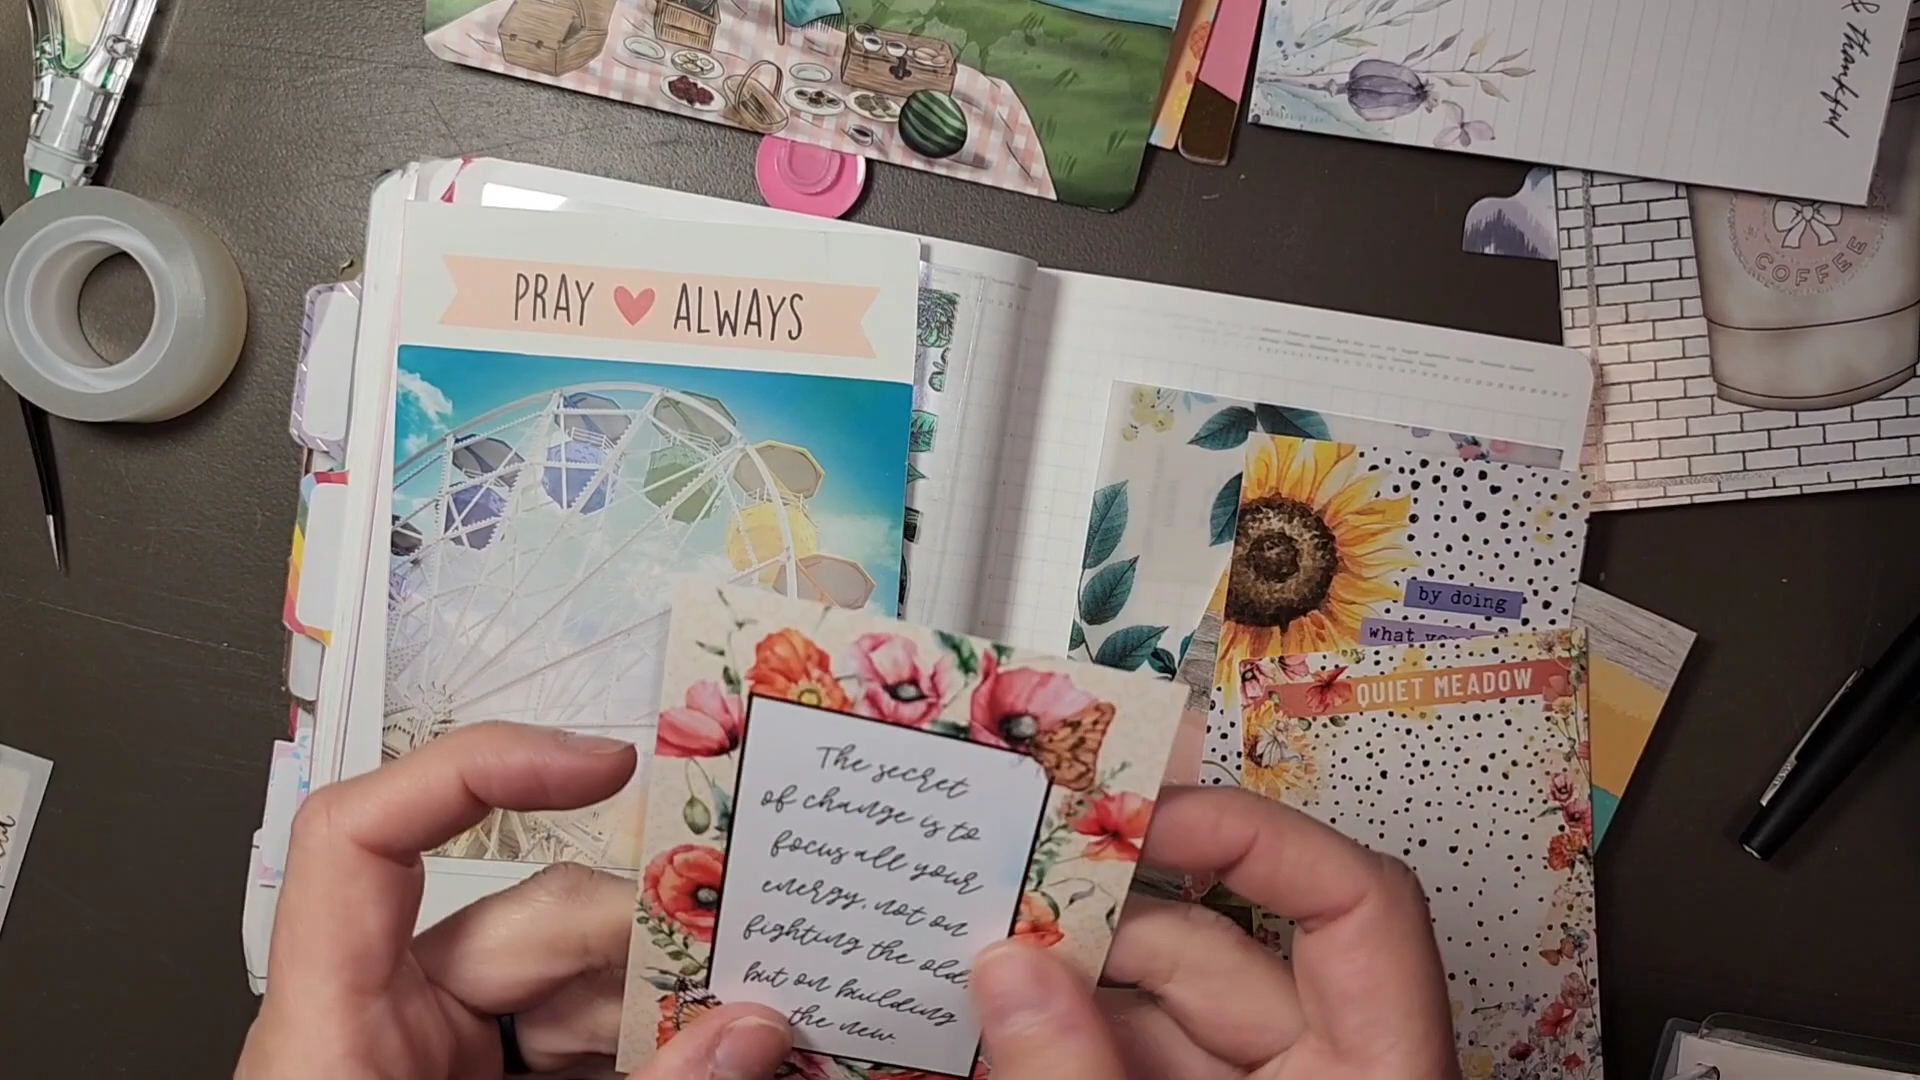 & thankful
COFFEE
PRAY ALWAYS
by doing
QUIET MEADOW
The secret
of change is to
focus all your
energy, not on
fighting the old,
but on building
the new.